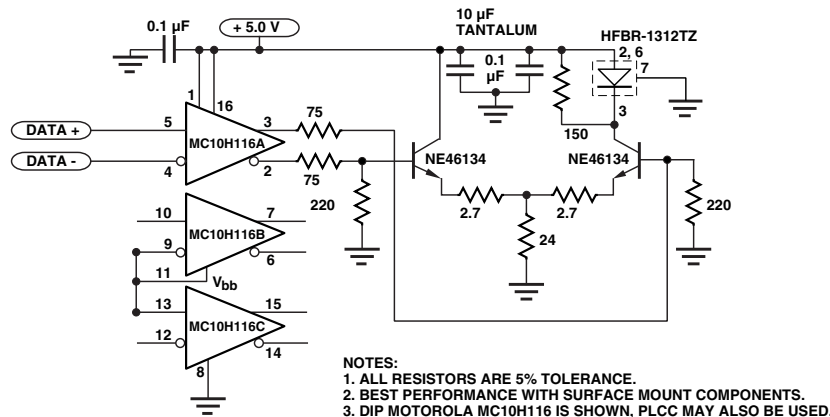 10 µF
TANTALUM
0.1 µF
+ 5.0 V
HFBR-1312TZ
2, 6
7
0.1
µF
3
1
16
5
3
75
150
DATA +
MC10H116A
NE46134
NE46134
DATA -
4
2
75
2.7
2.7
220
220
24
10
7
MC10H116B
9
6
11
Vbb
13
15
MC10H116C
12
14
8
NOTES:
1. ALL RESISTORS ARE 5% TOLERANCE.
2. BEST PERFORMANCE WITH SURFACE MOUNT COMPONENTS.
3. DIP MOTOROLA MC10H116 IS SHOWN, PLCC MAY ALSO BE USED.